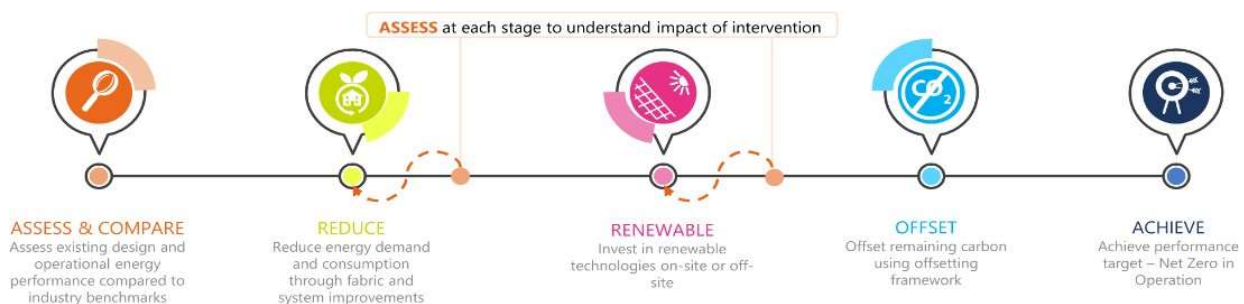 ASSESS at each stage to understand impact of intervention
CO2
ASSESS & COMPARE
Assess existing design and
operational energy
performance compared to
industry benchmarks
REDUCE
Reduce energy demand
and consumption
through fabric and
system improvements
RENEWABLE
Invest in renewable
technologies on-site or off-
site
OFFSET
Offset remaining carbon
using offsetting
framework
ACHIEVE
Achieve performance
target – Net Zero in
Operation